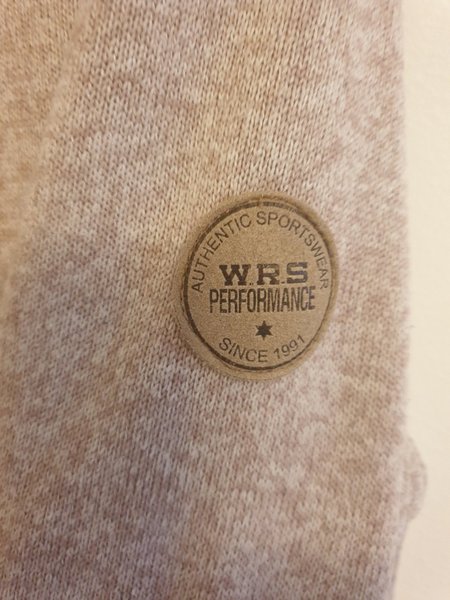 AUTHENTIC SPORTSWEAR
W.R.S
PERFORMANCE
SINCE 1991